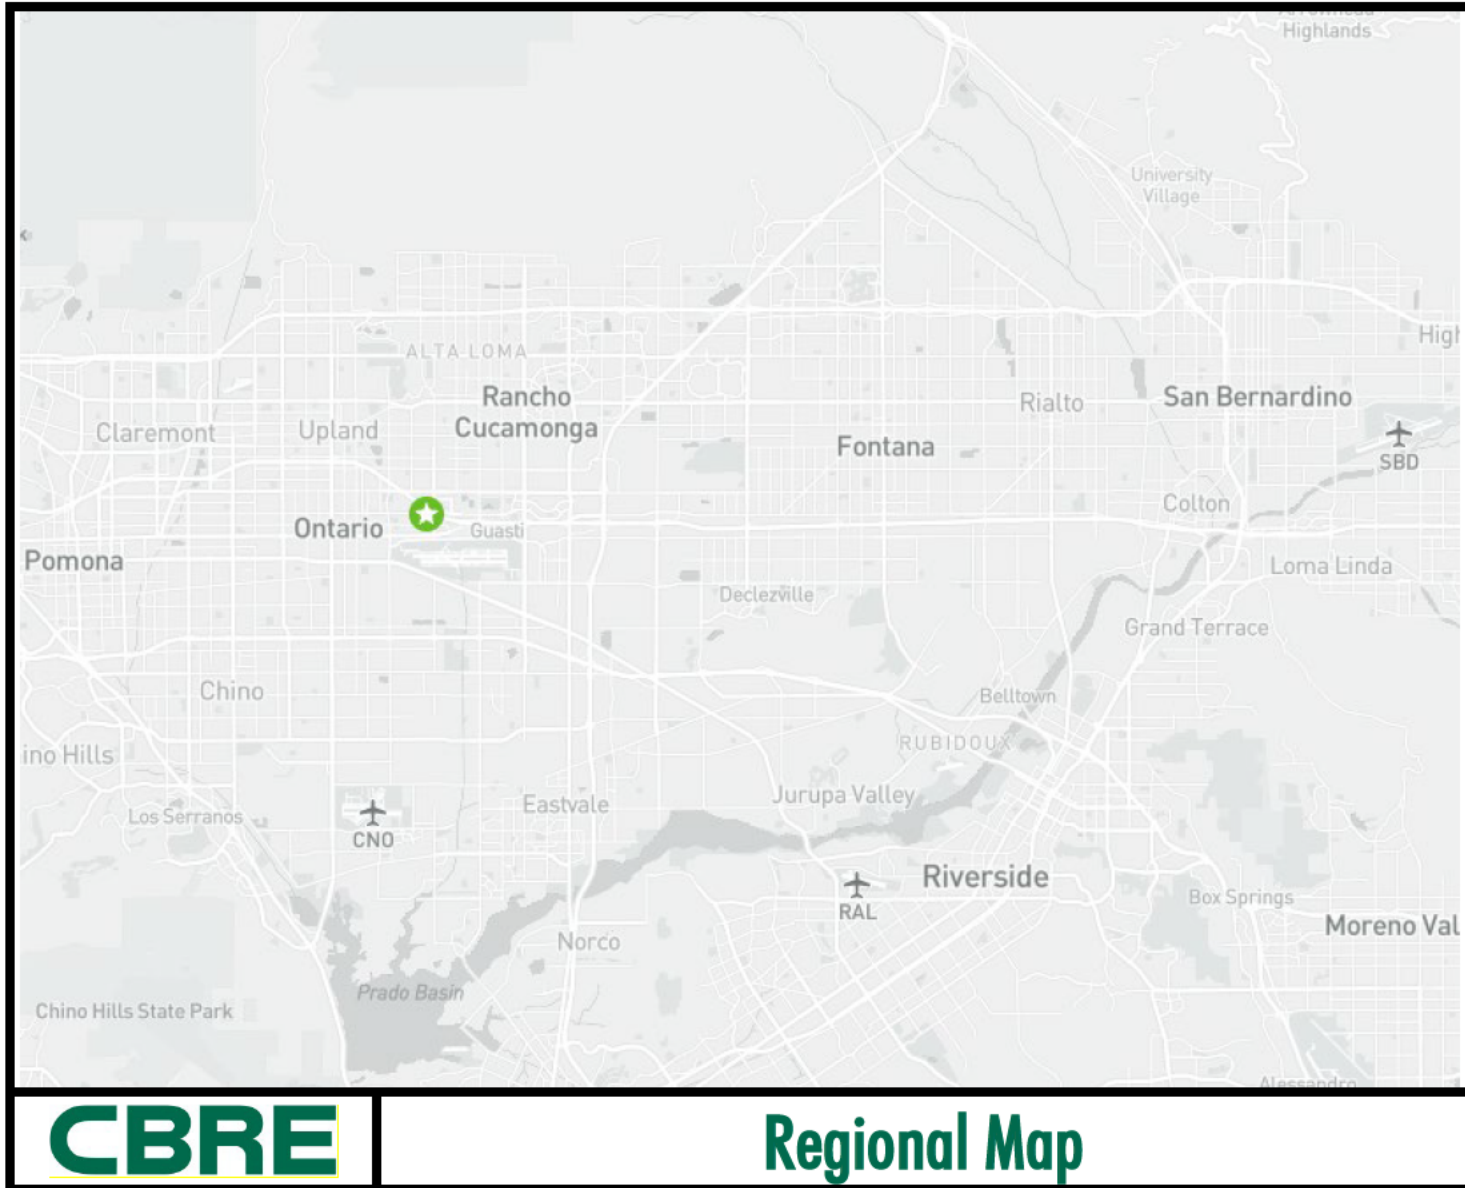 Highlands
University
Village
ALTA LOMA
Rancho
Cucamonga
Claremont
Upland
Rialto
San Bernardino
Fontana
SBD
Colton
Ontario
Guasti
Pomona
Loma Linda
Declezville
Grand Terrace
Chino
Belltown
RUBIDOUX
ino Hills
Jurupa Valley
Eastvale
Los Serranos
CNO
Riverside
RAL
Box Springs
Moreno Val
Norco
Prado Basin
Chino Hills State Park
Alessandro
CBRE
Regional Map